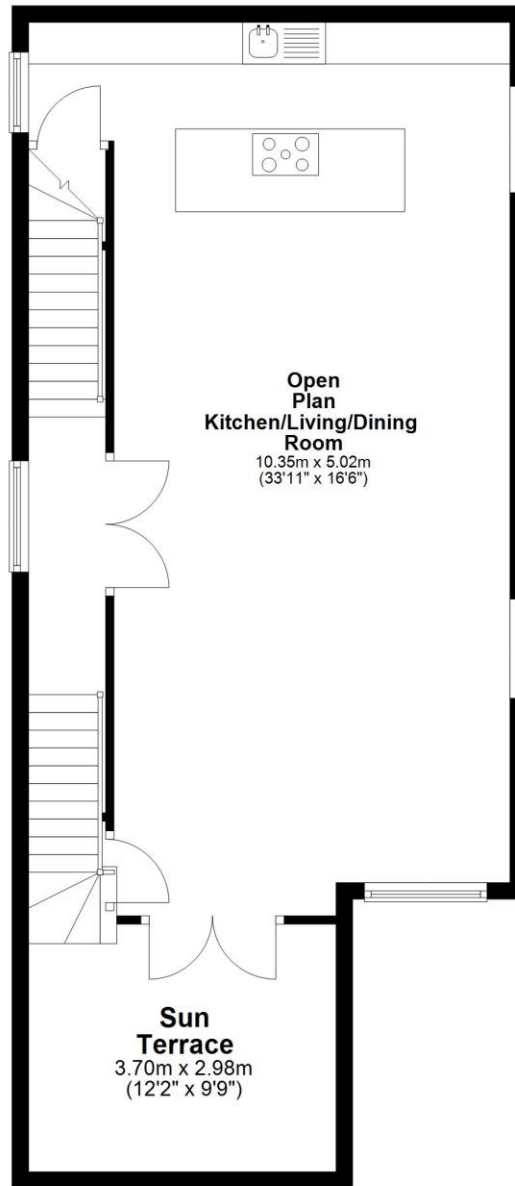 Open
Plan
Kitchen/Living/Dining
Room
10.35m x 5.02m
(33'11" x 16'6")
Sun
Terrace
3.70m x 2.98m
(12'2" x 9'9")